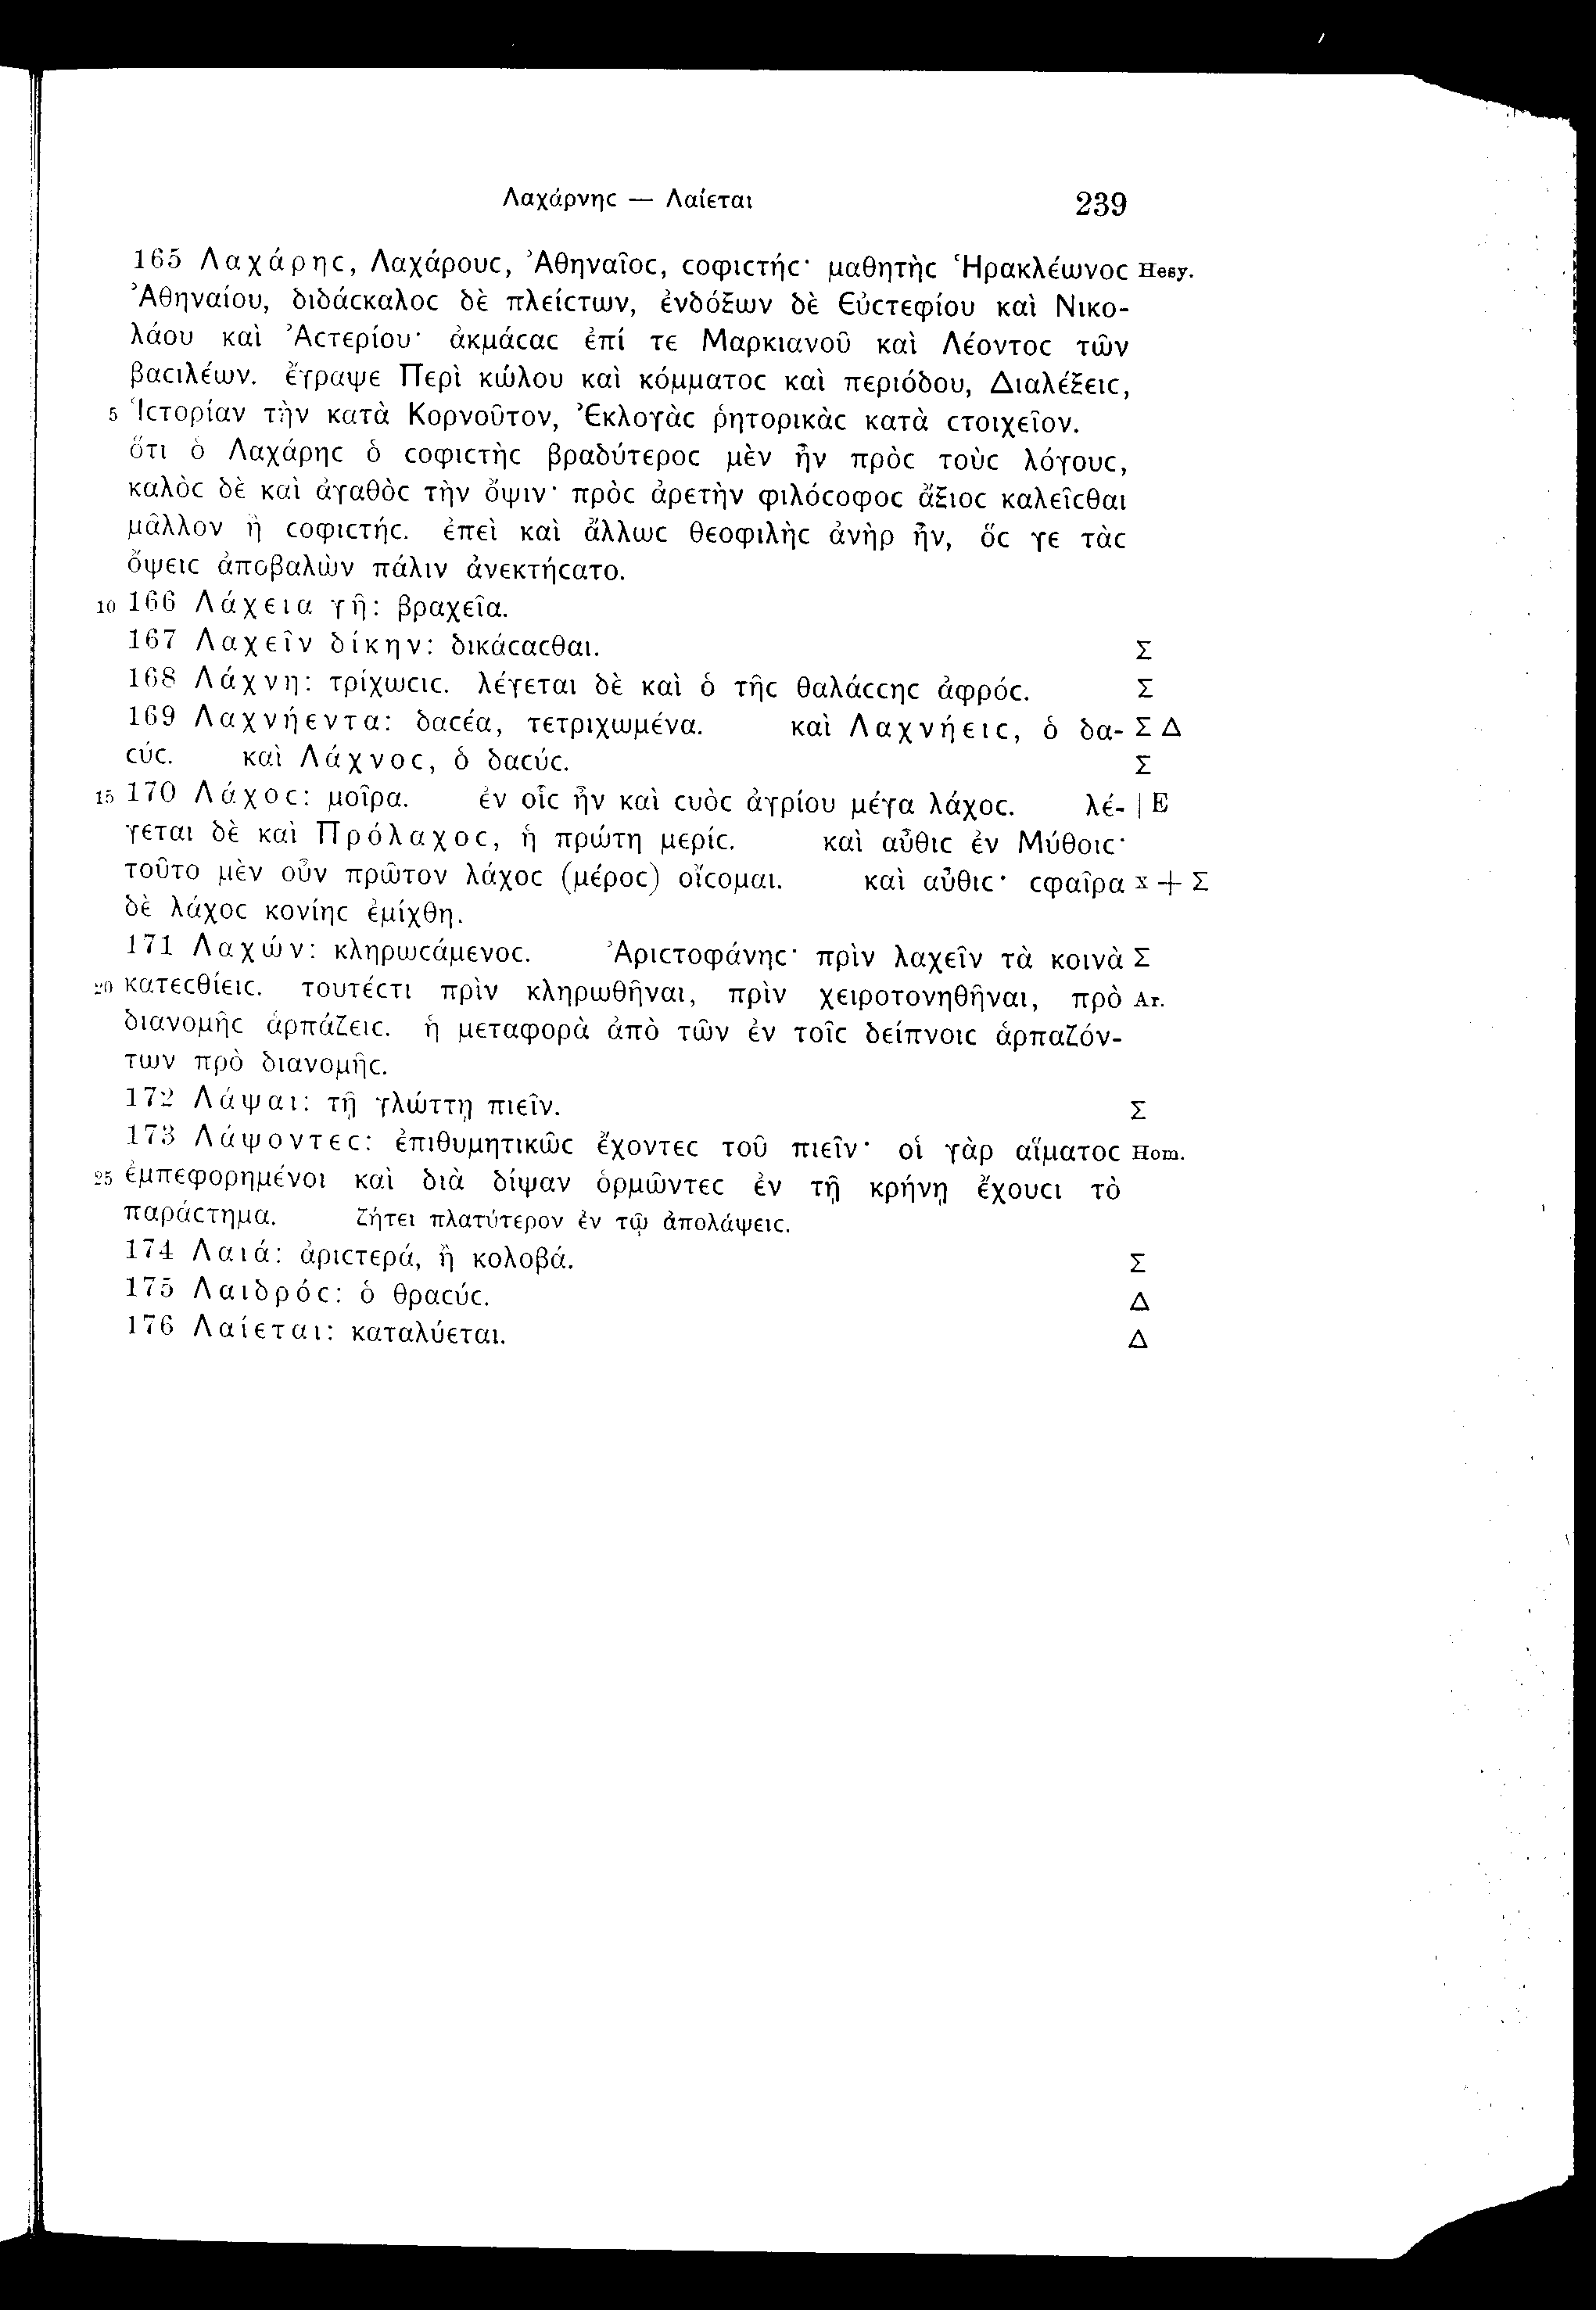 Λαχάρνης — Λαίεται 239
165 Λαχάρης, Λαχάρους, Ἀθηναῖος, σοφιστής· μαθητὴς Ἡρακλέωνος Hesy.
Ἀθηναίου, διδάσκαλος δὲ πλείστων, ἐνδόξων δὲ Εὐστεφίου καὶ Νικο-
λάου καὶ Ἀστερίου· ἀκμάσας ἐπί τε Μαρκιανοῦ καὶ Λέοντος τῶν
βασιλέων. ἔγραψε Περὶ κώλου καὶ κόμματος καὶ περιόδου, Διαλέξεις,
5 Ἱστορίαν τὴν κατὰ Κορνοῦτον, Ἐκλογὰς ῥητορικὰς κατὰ στοιχεῖον.
ὅτι ὁ Λαχάρης ὁ σοφιστὴς βραδύτερος μὲν ἦν πρὸς τοὺς λόγους,
καλὸς δὲ καὶ ἀγαθὸς τὴν ὄψιν· πρὸς ἀρετὴν φιλόσοφος ἄξιος καλεῖσθαι
μᾶλλον ἢ σοφιστής. ἐπεὶ καὶ ἄλλως θεοφιλὴς ἀνὴρ ἦν, ὅς γε τὰς
ὄψεις ἀποβαλὼν πάλιν ἀνεκτήσατο.
10 166 Λάχεια γῆ: βραχεῖα.
167 Λαχεῖν δίκην: δικάσασθαι. Σ
168 Λάχνη: τρίχωσις. λέγεται δὲ καὶ ὁ τῆς θαλάσσης ἀφρός. Σ
169 Λαχνήεντα: δασέα, τετριχωμένα. καὶ Λαχνήεις, ὁ δα- Σ Δ
σύς. καὶ Λάχνος, ὁ δασύς. Σ
15 170 Λάχος: μοῖρα. ἐν οἷς ἦν καὶ συὸς ἀγρίου μέγα λάχος. λέ- | E
γεται δὲ καὶ Πρόλαχος, ἡ πρώτη μερίς. καὶ αὖθις ἐν Μύθοις·
τοῦτο μὲν οὖν πρῶτον λάχος (μέρος) οἴσομαι. καὶ αὖθις· σφαῖρα x + Σ
δὲ λάχος κονίης ἐμίχθη.
171 Λαχών: κληρωσάμενος. Ἀριστοφάνης· πρὶν λαχεῖν τὰ κοινὰ Σ
20 κατεσθίεις. τουτέστι πρὶν κληρωθῆναι, πρὶν χειροτονηθῆναι, πρὸ Ar.
διανομῆς ἁρπάζεις. ἡ μεταφορὰ ἀπὸ τῶν ἐν τοῖς δείπνοις ἁρπαζόν-
των πρὸ διανομῆς.
172 Λάψαι: τῇ γλώττῃ πιεῖν. Σ
173 Λάψοντες: ἐπιθυμητικῶς ἔχοντες τοῦ πιεῖν· οἱ γὰρ αἵματος Hom.
25 ἐμπεφορημένοι καὶ διὰ δίψαν ὁρμῶντες ἐν τῇ κρήνῃ ἔχουσι τὸ
παράστημα. ζήτει πλατύτερον ἐν τῷ ἀπολάψεις.
174 Λαιά: ἀριστερά, ἢ κολοβά. Σ
175 Λαιδρός: ὁ θρασύς. Δ
176 Λαίεται: καταλύεται. Δ